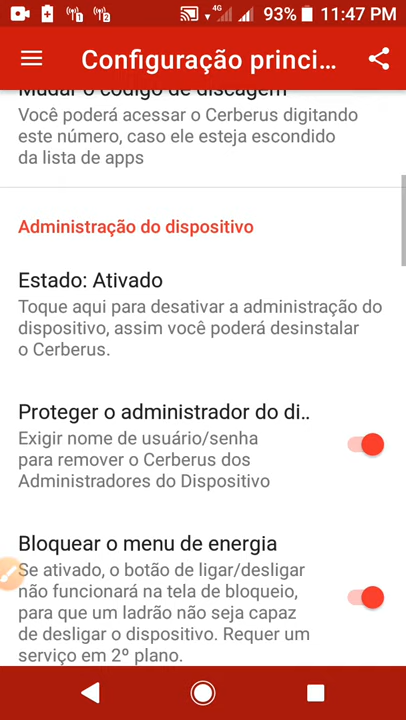 4G 93% 11:47 PM
Configuração princi...
Mudar o código de discagem
Você poderá acessar o Cerberus digitando
este número, caso ele esteja escondido
da lista de apps
Administração do dispositivo
Estado: Ativado
Toque aqui para desativar a administração do
dispositivo, assim você poderá desinstalar
o Cerberus.
Proteger o administrador do di..
Exigir nome de usuário/senha
para remover o Cerberus dos
Administradores do Dispositivo
Bloquear o menu de energia
Se ativado, o botão de ligar/desligar
não funcionará na tela de bloqueio,
para que um ladrão não seja capaz
de desligar o dispositivo. Requer um
serviço em 2º plano.